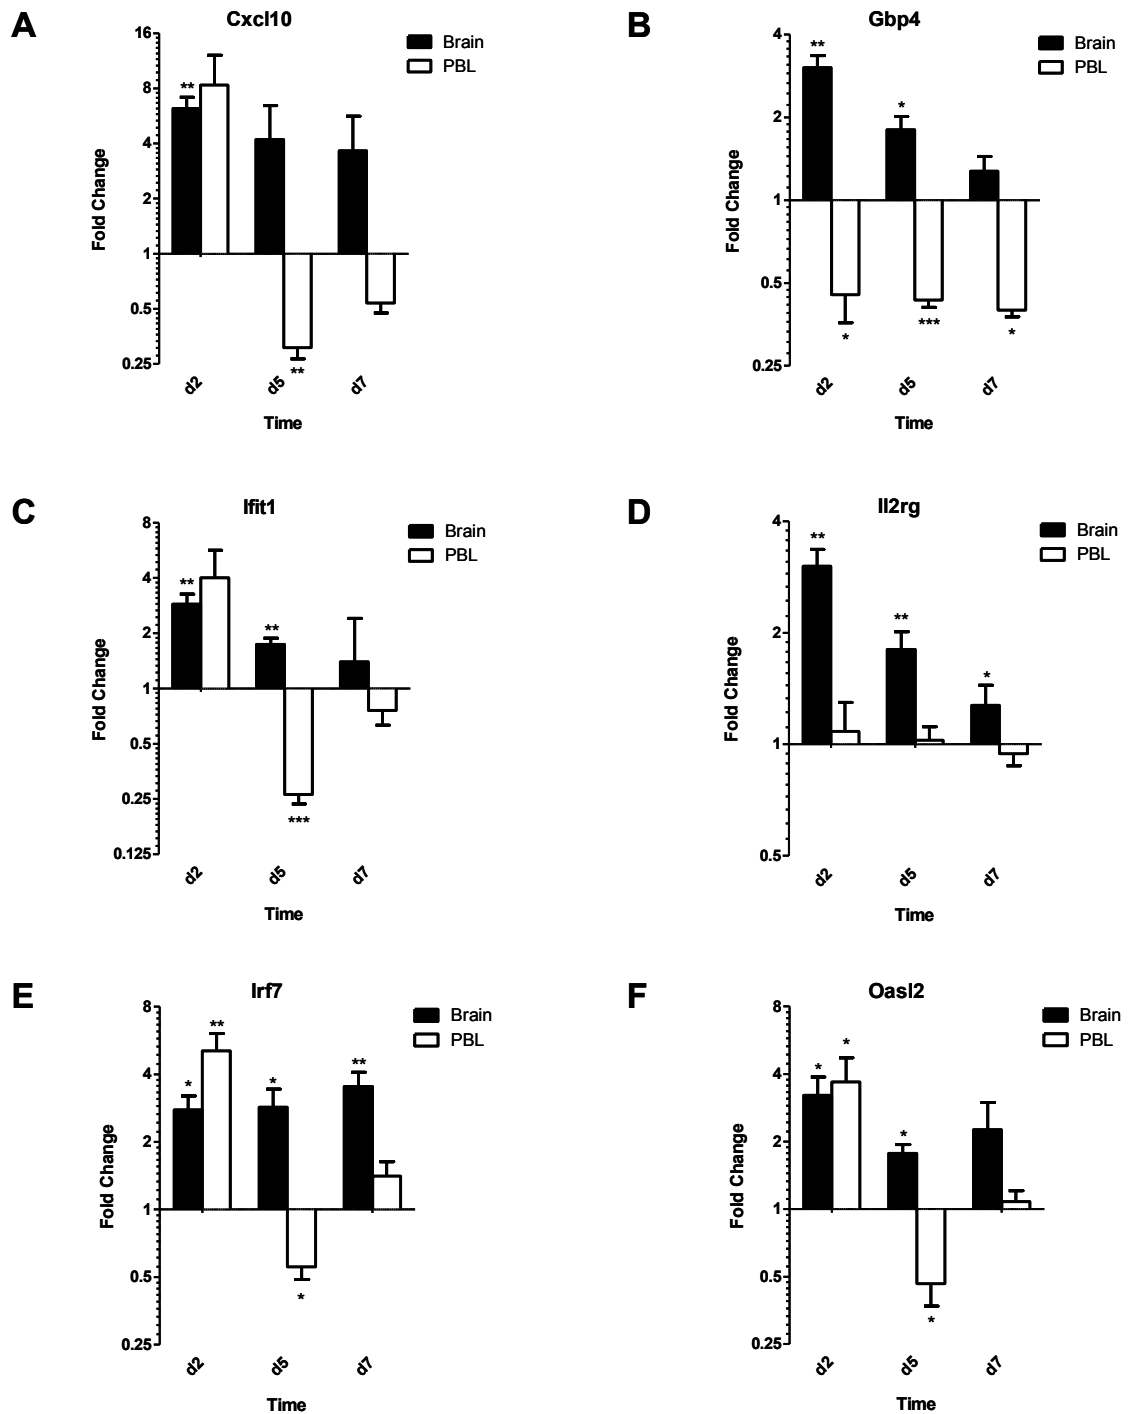 A
Cxcl10
16
8
4
2
1
0.5
0.25
Fold Change
**
**
d2
d5
d7
Time
Brain
PBL
B
Gbp4
4
2
1
0.5
0.25
Fold Change
**
*
*
***
*
d2
d5
d7
Time
Brain
PBL
C
Ifit1
8
4
2
1
0.5
0.25
0.125
Fold Change
**
**
***
d2
d5
d7
Time
Brain
PBL
D
Il2rg
4
2
1
0.5
Fold Change
**
**
*
d2
d5
d7
Time
Brain
PBL
E
Irf7
8
4
2
1
0.5
0.25
Fold Change
*
**
*
**
*
d2
d5
d7
Time
Brain
PBL
F
Oasl2
8
4
2
1
0.5
0.25
Fold Change
*
*
*
*
d2
d5
d7
Time
Brain
PBL